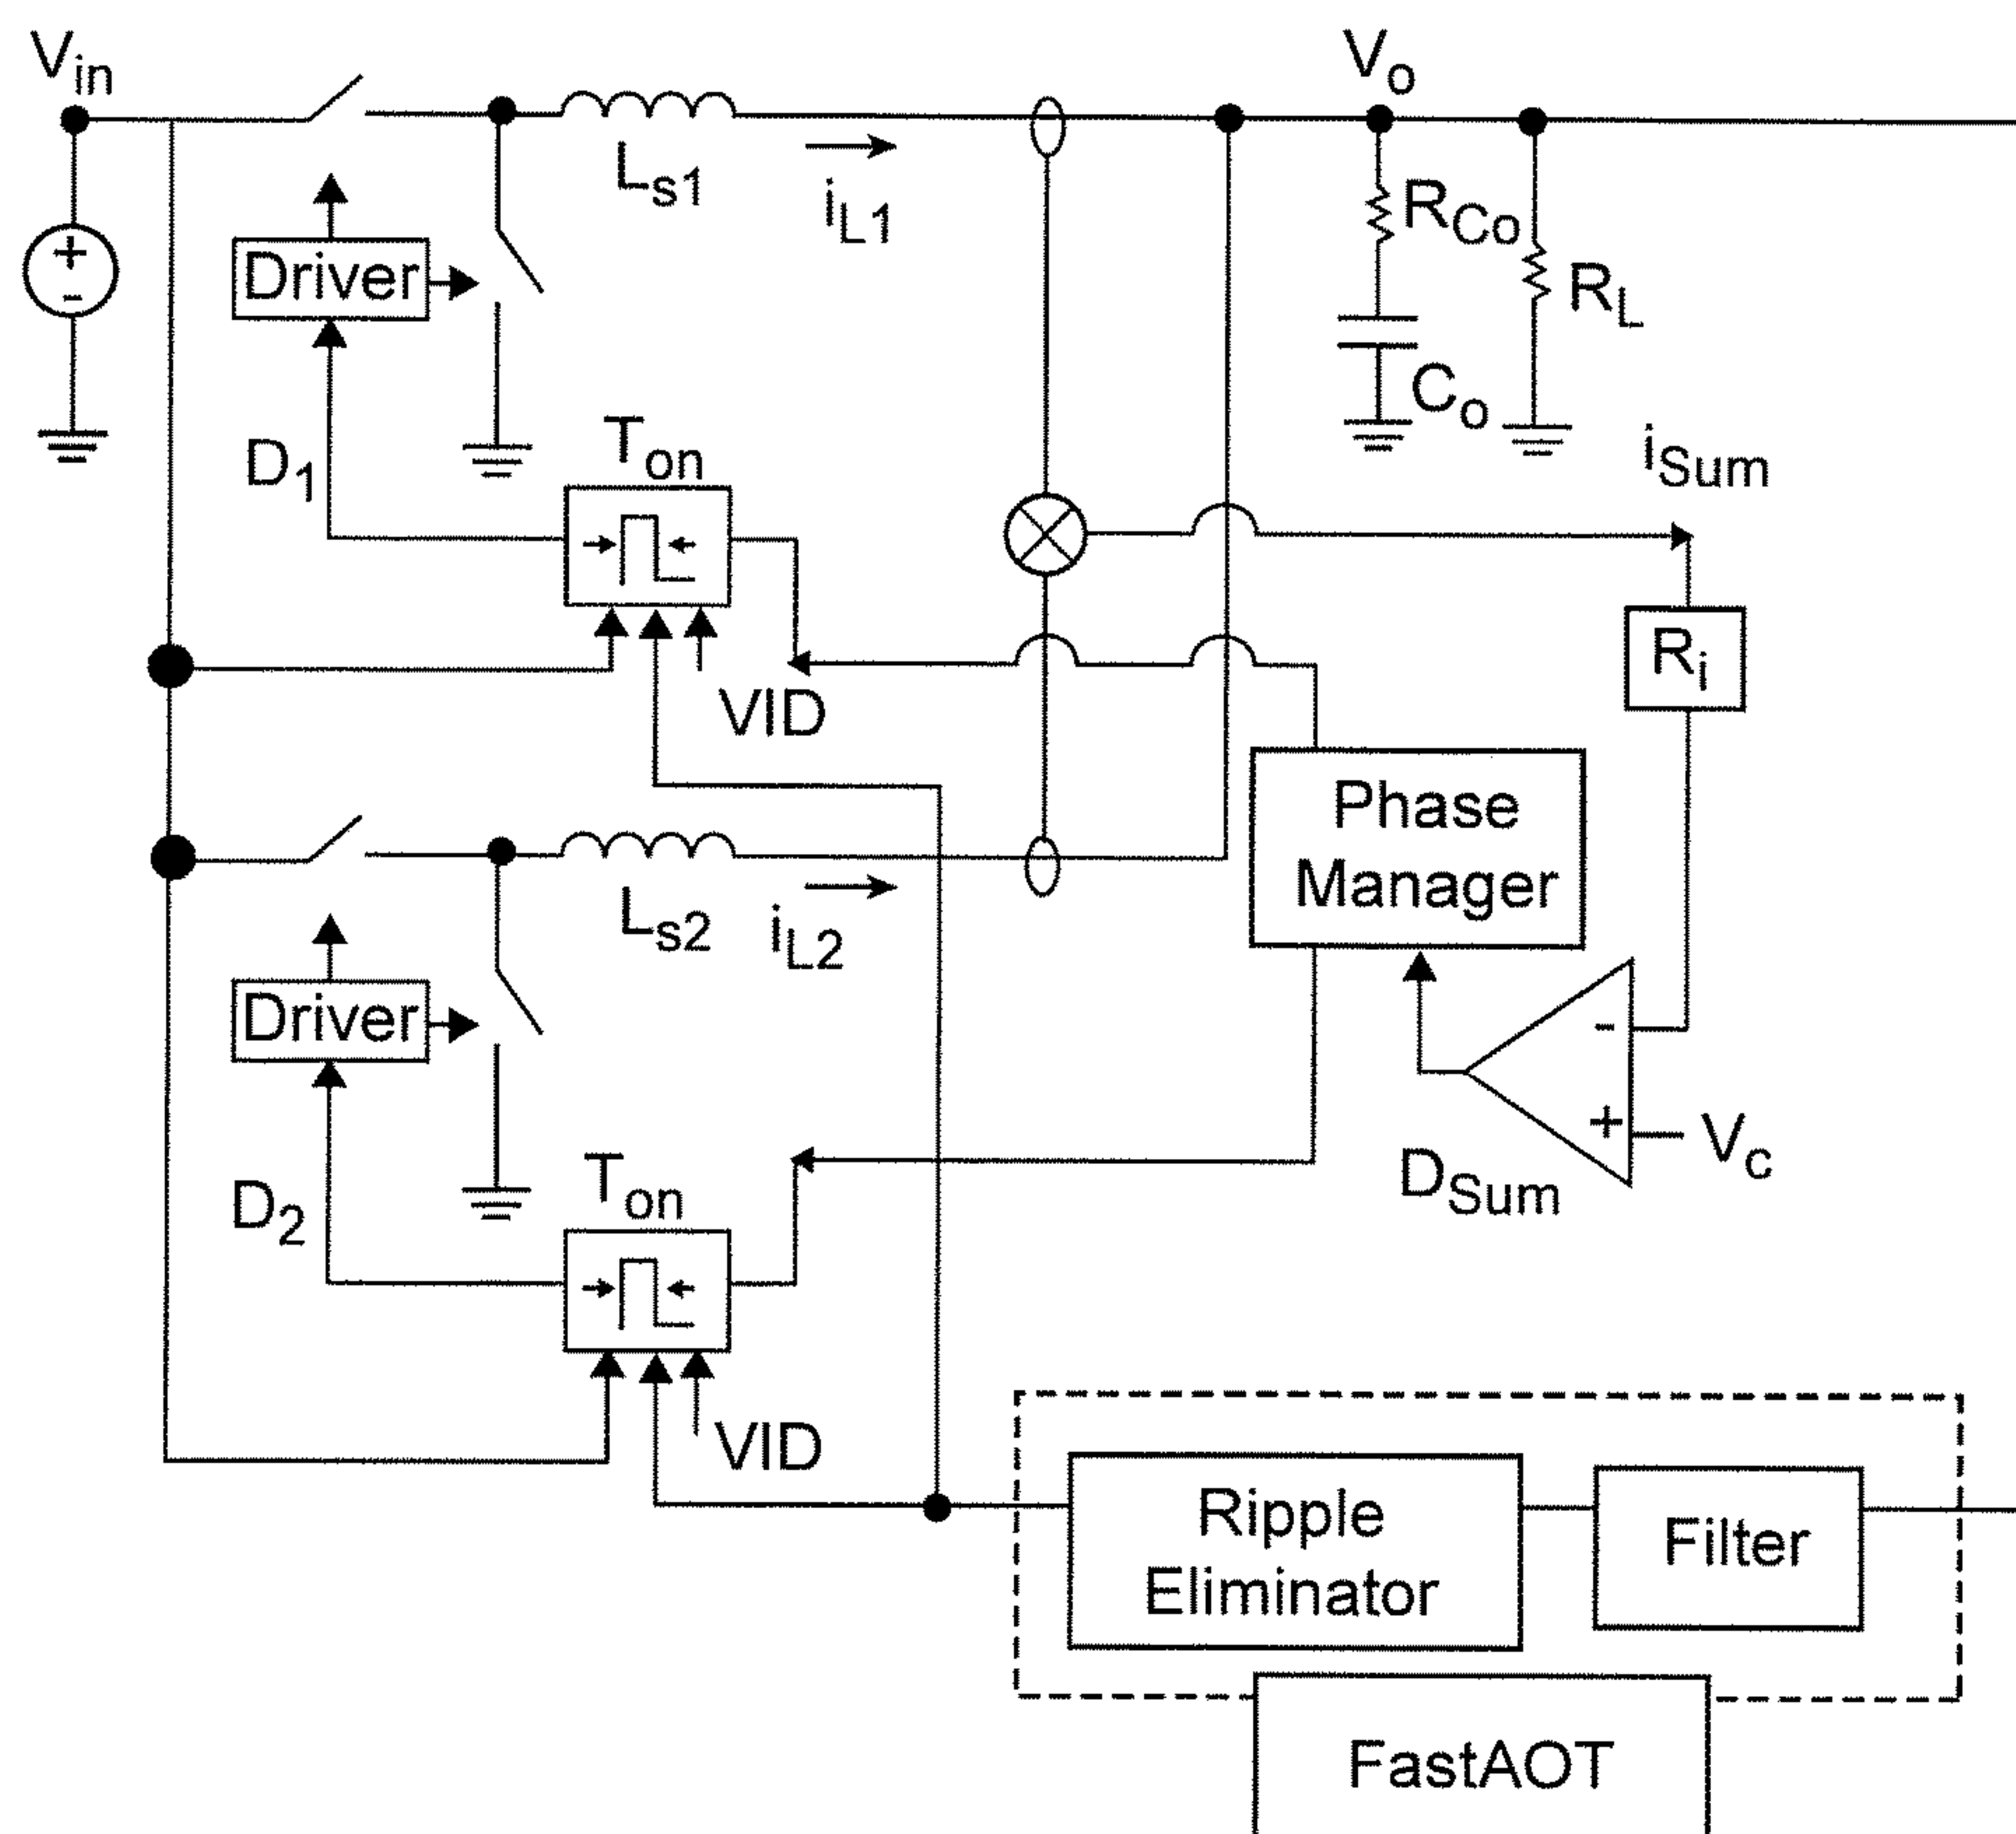 Vin
Vo
Ls1
iL1
RCo
RL
Co
+
-
Driver
D1
Ton
iSum
Ri
VID
Phase
Manager
Ls2
iL2
Driver
-
+
Vc
DSum
D2
Ton
VID
Ripple
Eliminator
Filter
FastAOT